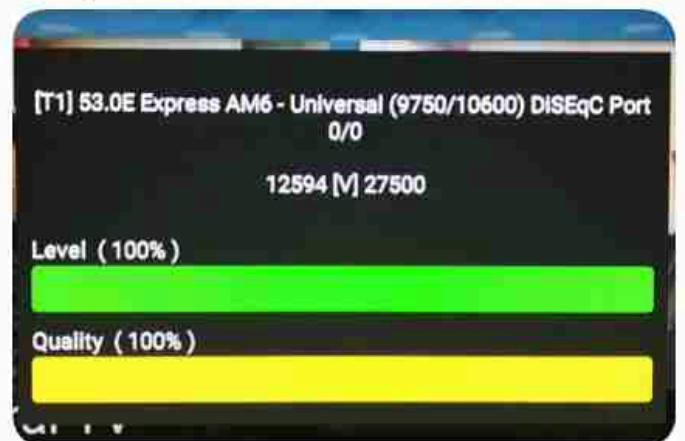 [T1] 53.0E Express AM6 - Universal (9750/10600) DiSEqC Port
0/0
12594 [V] 27500
Level ( 100% )
Quality ( 100% )